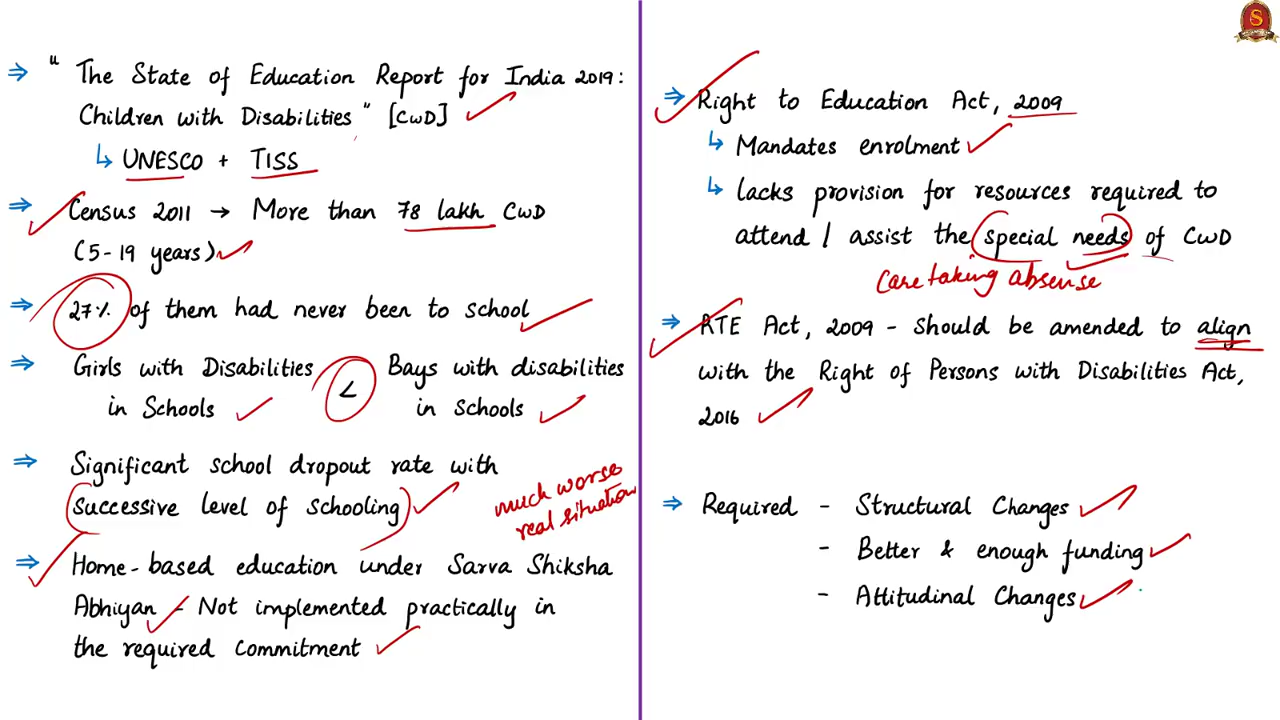 ⇒ " The State of Education Report for India 2019:
Children with Disabilities " [CwD]
↳ UNESCO + TISS
⇒ Census 2011 → More than 78 lakh CwD
(5-19 years)
⇒ 27% of them had never been to school
⇒ Girls with Disabilities < Bays with disabilities
in Schools in schools
⇒ Significant school dropout rate with
successive level of schooling
much worse
real situation
⇒ Home-based education under Sarva Shiksha
Abhiyan - Not implemented practically in
the required commitment
⇒ Right to Education Act, 2009
↳ Mandates enrolment
↳ lacks provision for resources required to
attend / assist the special needs of CwD
Caretaking absense
⇒ RTE Act, 2009 - Should be amended to align
with the Right of Persons with Disabilities Act,
2016
⇒ Required - Structural Changes
- Better & enough funding
- Attitudinal Changes
S